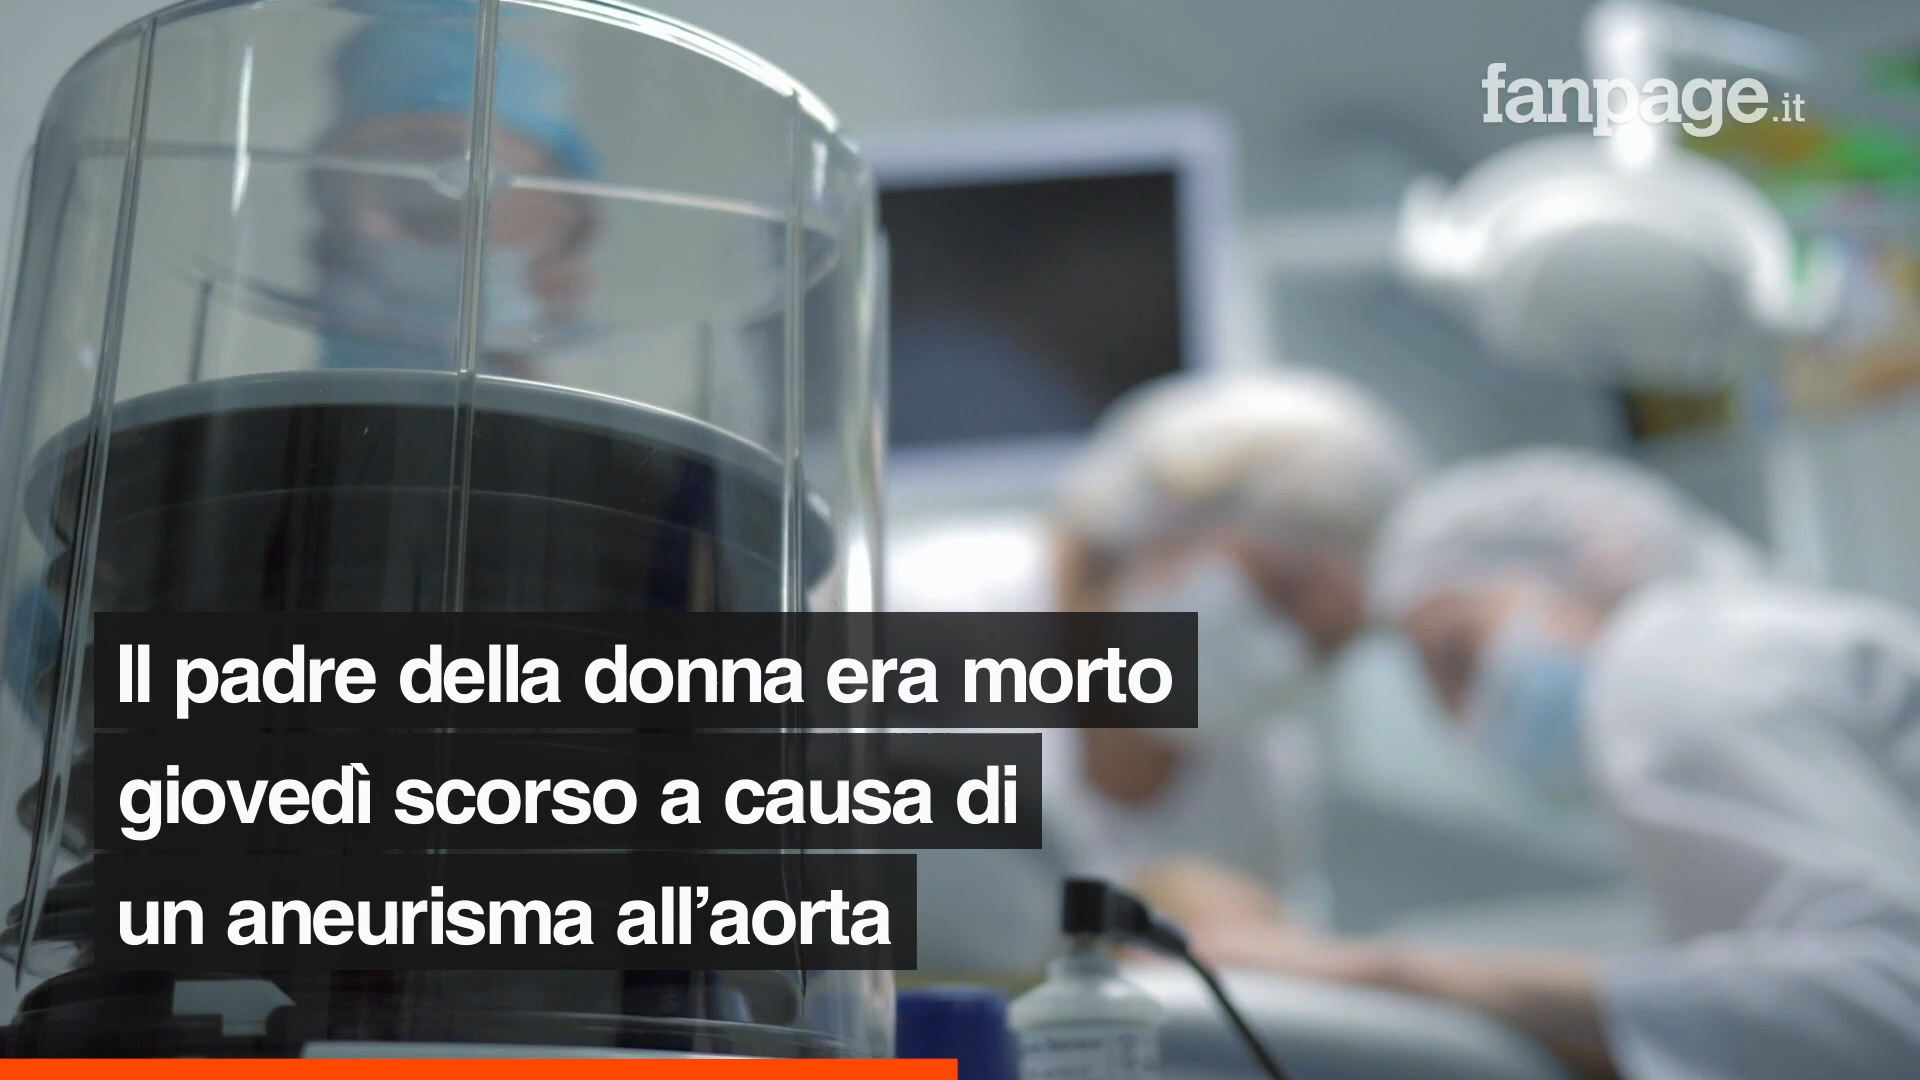 fanpage.it
Il padre della donna era morto
giovedì scorso a causa di
un aneurisma all’aorta